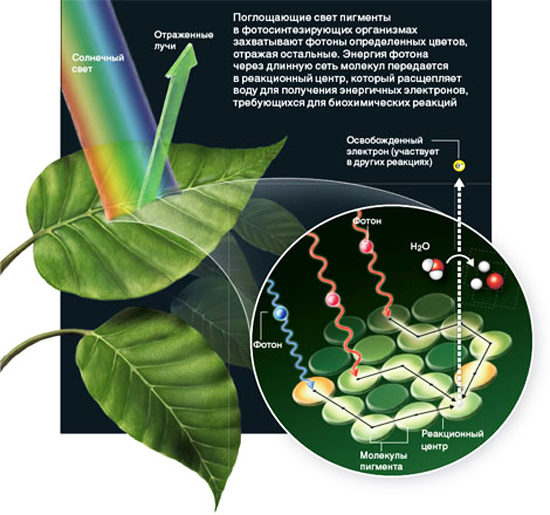 Поглощающие свет пигменты
в фотосинтезирующих организмах
захватывают фотоны определенных цветов,
отражая остальные. Энергия фотона
через длинную сеть молекул передается
в реакционный центр, который расщепляет
воду для получения энергичных электронов,
требующихся для биохимических реакций
Отраженные
лучи
Солнечный
свет
Освобожденный
электрон (участвует
в других реакциях)
e-
Фотон
H2O
Фотон
Реакционный
центр
Молекулы
пигмента